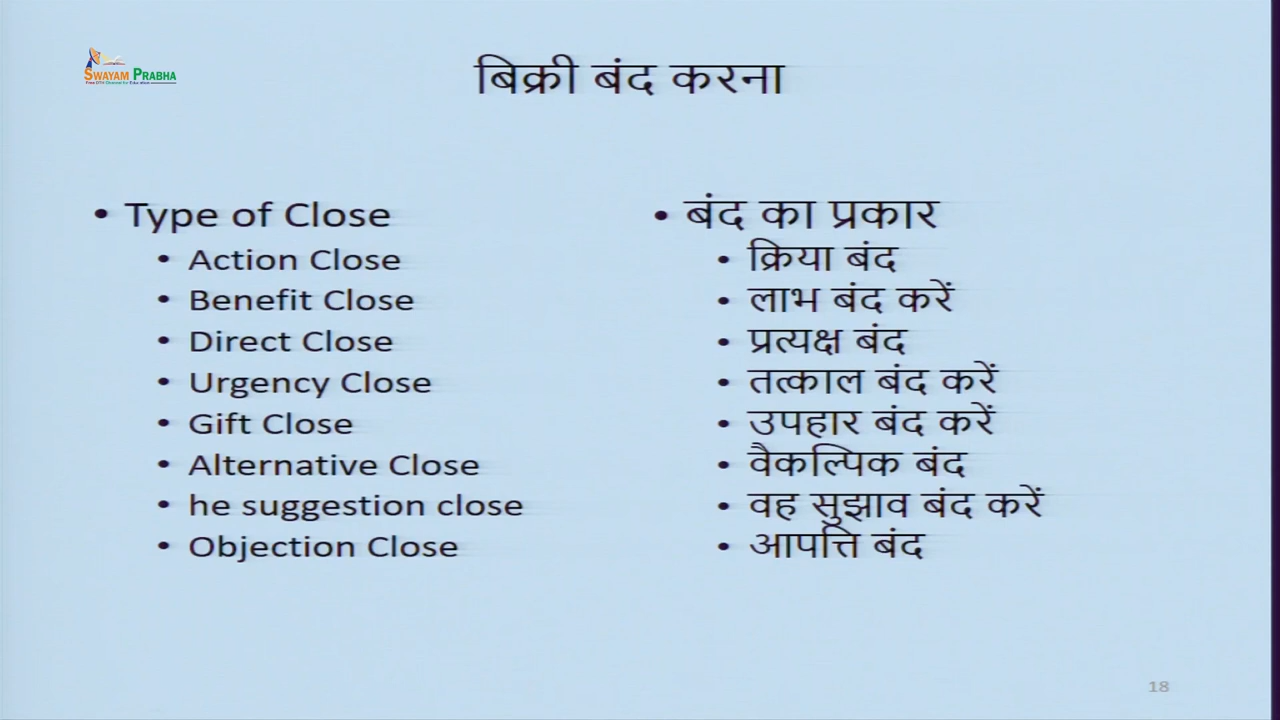 SWAYAM PRABHA
बिक्री बंद करना
• Type of Close
• Action Close
• Benefit Close
• Direct Close
• Urgency Close
• Gift Close
• Alternative Close
• he suggestion close
• Objection Close
• बंद का प्रकार
• क्रिया बंद
• लाभ बंद करें
• प्रत्यक्ष बंद
• तत्काल बंद करें
• उपहार बंद करें
• वैकल्पिक बंद
• वह सुझाव बंद करें
• आपत्ति बंद
18